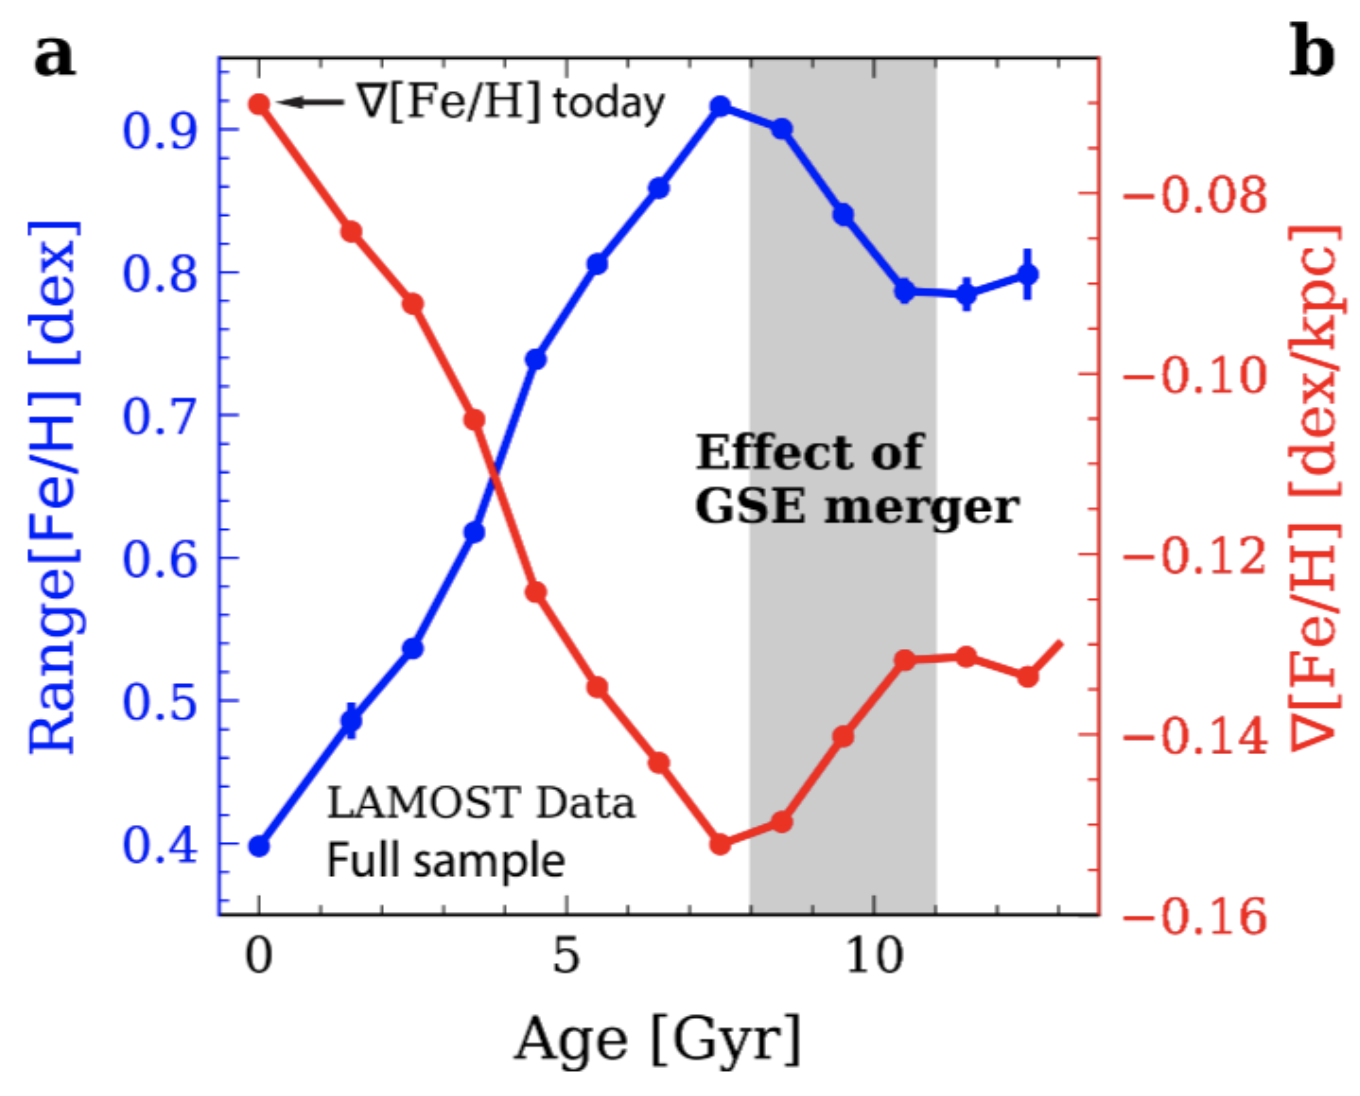 a
b
∇[Fe/H] today
0.9
0.8
0.7
0.6
0.5
0.4
Range[Fe/H] [dex]
−0.08
−0.10
−0.12
−0.14
−0.16
∇[Fe/H] [dex/kpc]
Effect of
GSE merger
LAMOST Data
Full sample
0
5
10
Age [Gyr]